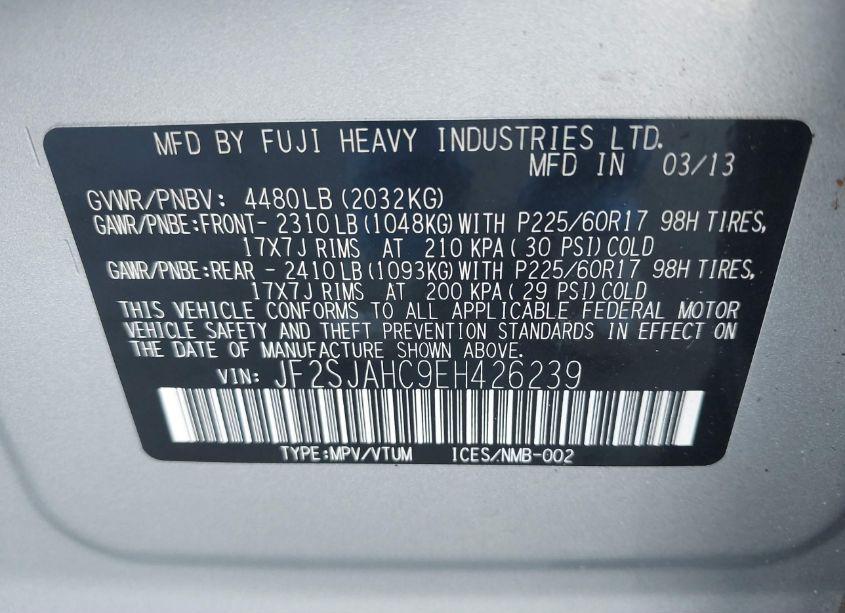 MFD BY FUJI HEAVY INDUSTRIES LTD.
MFD IN 03/13
GVWR/PNBV: 4480LB (2032KG)
GAWR/PNBE:FRONT- 2310LB (1048KG) WITH P225/60R17 98H TIRES,
17X7J RIMS AT 210 KPA ( 30 PSI) COLD
GAWR/PNBE:REAR - 2410LB (1093KG) WITH P225/60R17 98H TIRES,
17X7J RIMS AT 200 KPA ( 29 PSI) COLD
THIS VEHICLE CONFORMS TO ALL APPLICABLE FEDERAL MOTOR
VEHICLE SAFETY AND THEFT PREVENTION STANDARDS IN EFFECT ON
THE DATE OF MANUFACTURE SHOWN ABOVE.
VIN: JF2SJAHC9EH426239
TYPE:MPV/VTUM ICES/NMB-002